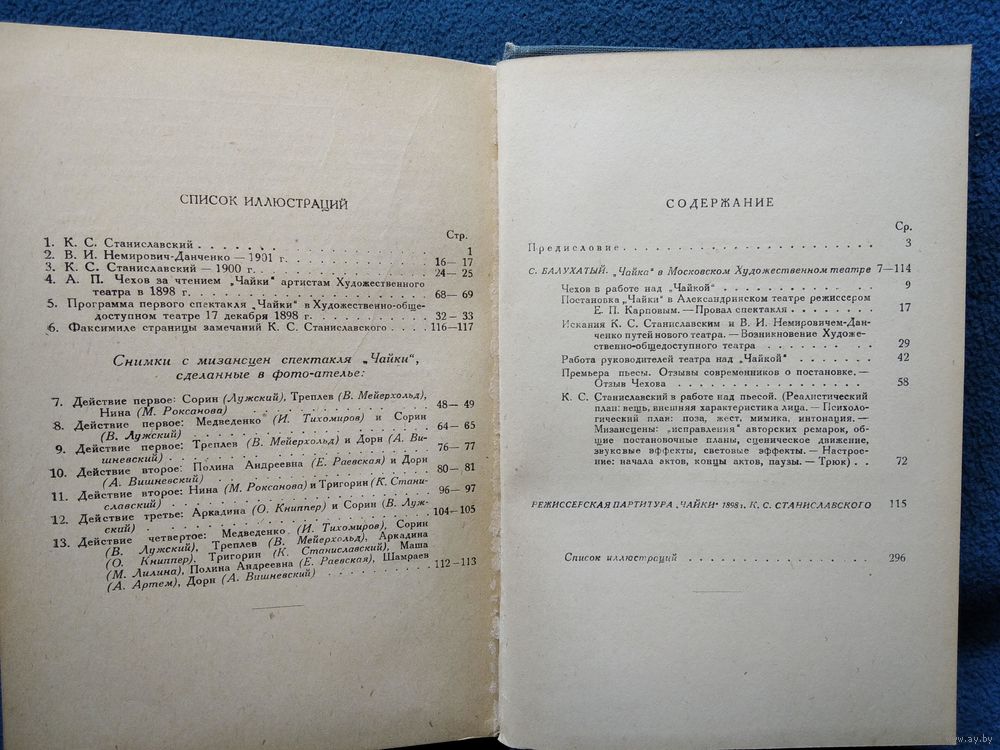 СПИСОК ИЛЛЮСТРАЦИЙ
Стр.
1. К. С. Станиславский . . . . . . . . . . . . . . . . 1
2. В. И. Немирович-Данченко — 1901 г. . . . . . . . . 16— 17
3. К. С. Станиславский — 1900 г. . . . . . . . . . . . 24— 25
4. А. П. Чехов за чтением „Чайки“ артистам Художественного
театра в 1898 г. . . . . . . . . . . . . . . . . 68— 69
5. Программа первого спектакля „Чайки“ в Художественно-обще-
доступном театре 17 декабря 1898 г. . . . . . . . . 32— 33
6. Факсимиле страницы замечаний К. С. Станиславского . . . . 116—117
Снимки с мизансцен спектакля „Чайки“,
сделанные в фото-ателье:
7. Действие первое: Сорин (Лужский), Треплев (В. Мейерхольд),
Нина (М. Роксанова) . . . . . . . . . . . . . . . 48— 49
8. Действие первое: Медведенко (И. Тихомиров) и Сорин
(В. Лужский) . . . . . . . . . . . . . . . . . . 64— 65
9. Действие первое: Треплев (В. Мейерхольд) и Дорн (А. Ви-
шневский) . . . . . . . . . . . . . . . . . . . 76— 77
10. Действие второе: Полина Андреевна (Е. Раевская) и Дорн
(А. Вишневский) . . . . . . . . . . . . . . . . . 80— 81
11. Действие второе: Нина (М. Роксанова) и Тригорин (К. Стани-
славский) . . . . . . . . . . . . . . . . . . . 96— 97
12. Действие третье: Аркадина (О. Книппер) и Сорин (В. Луж-
ский) . . . . . . . . . . . . . . . . . . . . . 104—105
13. Действие четвертое: Медведенко (И. Тихомиров), Сорин
(В. Лужский), Треплев (В. Мейерхольд), Аркадина
(О. Книппер), Тригорин (К. Станиславский), Маша
(М. Лилина), Полина Андреевна (Е. Раевская), Шамраев
(А. Артем), Дорн (А. Вишневский) . . . . . . . . . 112—113
СОДЕРЖАНИЕ
Ср.
Предисловие . . . . . . . . . . . . . . . . . . . . 3
С. БАЛУХАТЫЙ. „Чайка“ в Московском Художественном театре 7—114
Чехов в работе над „Чайкой“ . . . . . . . . . . . . 9
Постановка „Чайки“ в Александринском театре режиссером
Е. П. Карповым. — Провал спектакля . . . . . . . . 17
Искания К. С. Станиславским и В. И. Немировичем-Дан-
ченко путей нового театра. — Возникновение Художе-
ственно-общедоступного театра . . . . . . . . . . 29
Работа руководителей театра над „Чайкой“ . . . . . . 42
Премьера пьесы. Отзывы современников о постановке. —
Отзыв Чехова . . . . . . . . . . . . . . . . . 58
К. С. Станиславский в работе над пьесой. (Реалистический
план: вещь, внешняя характеристика лица. — Психоло-
гический план: поза, жест, мимика, интонация. —
Мизансцены: „исправления“ авторских ремарок, об-
щие постановочные планы, сценическое движение,
звуковые эффекты, световые эффекты. — Настрое-
ние: начала актов, концы актов, паузы. — Трюк) . . 72
РЕЖИССЕРСКАЯ ПАРТИТУРА „ЧАЙКИ“ 1898 г. К. С. СТАНИСЛАВСКОГО 115
Список иллюстраций . . . . . . . . . . . . . . . . 296
www.ay.by